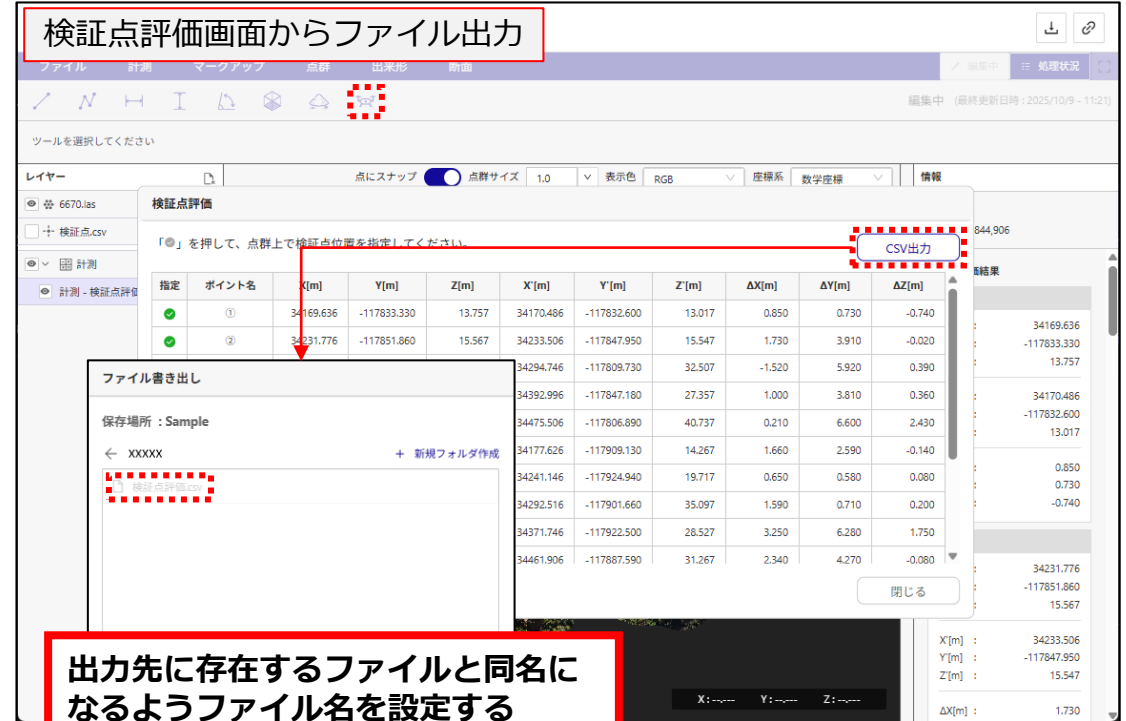 検証点評価画面からファイル出力
ファイル 計測 マークアップ 点群 出来形 断面
編集中 処理状況
編集中 (最終更新日時 : 2025/10/9 - 11:21)
ツールを選択してください
レイヤー
点にスナップ 点群サイズ 1.0 表示色 RGB 座標系 数学座標
情報
6670.las
検証点.csv
計測
計測 - 検証点評価
検証点評価
「」を押して、点群上で検証点位置を指定してください。
CSV出力
指定 ポイント名 X[m] Y[m] Z[m] X'[m] Y'[m] Z'[m] ΔX[m] ΔY[m] ΔZ[m]
① 34169.636 -117833.330 13.757 34170.486 -117832.600 13.017 0.850 0.730 -0.740
② 34231.776 -117851.860 15.567 34233.506 -117847.950 15.547 1.730 3.910 -0.020
34294.746 -117809.730 32.507 -1.520 5.920 0.390
34392.996 -117847.180 27.357 1.000 3.810 0.360
34475.506 -117806.890 40.737 0.210 6.600 2.430
34177.626 -117909.130 14.267 1.660 2.590 -0.140
34241.146 -117924.940 19.717 0.650 0.580 0.080
34292.516 -117901.660 35.097 1.590 0.710 0.200
34371.746 -117922.500 28.527 3.250 6.280 1.750
34461.906 -117887.590 31.267 2.340 4.270 -0.080
閉じる
ファイル書き出し
保存場所 : Sample
← XXXXX + 新規フォルダ作成
検証点評価.csv
出力先に存在するファイルと同名に
なるようファイル名を設定する
X:--,--- Y:--,--- Z:--,---
844,906
価結果
: 34169.636
: -117833.330
: 13.757
: 34170.486
: -117832.600
: 13.017
: 0.850
: 0.730
: -0.740
: 34231.776
: -117851.860
: 15.567
X'[m] : 34233.506
Y'[m] : -117847.950
Z'[m] : 15.547
ΔX[m] : 1.730